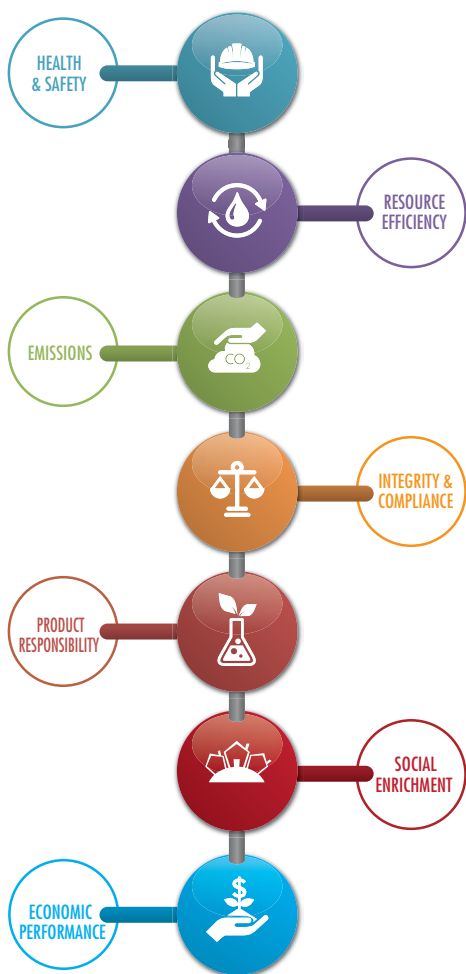 HEALTH
& SAFETY
RESOURCE
EFFICIENCY
EMISSIONS
CO2
INTEGRITY &
COMPLIANCE
PRODUCT
RESPONSIBILITY
SOCIAL
ENRICHMENT
$
ECONOMIC
PERFORMANCE